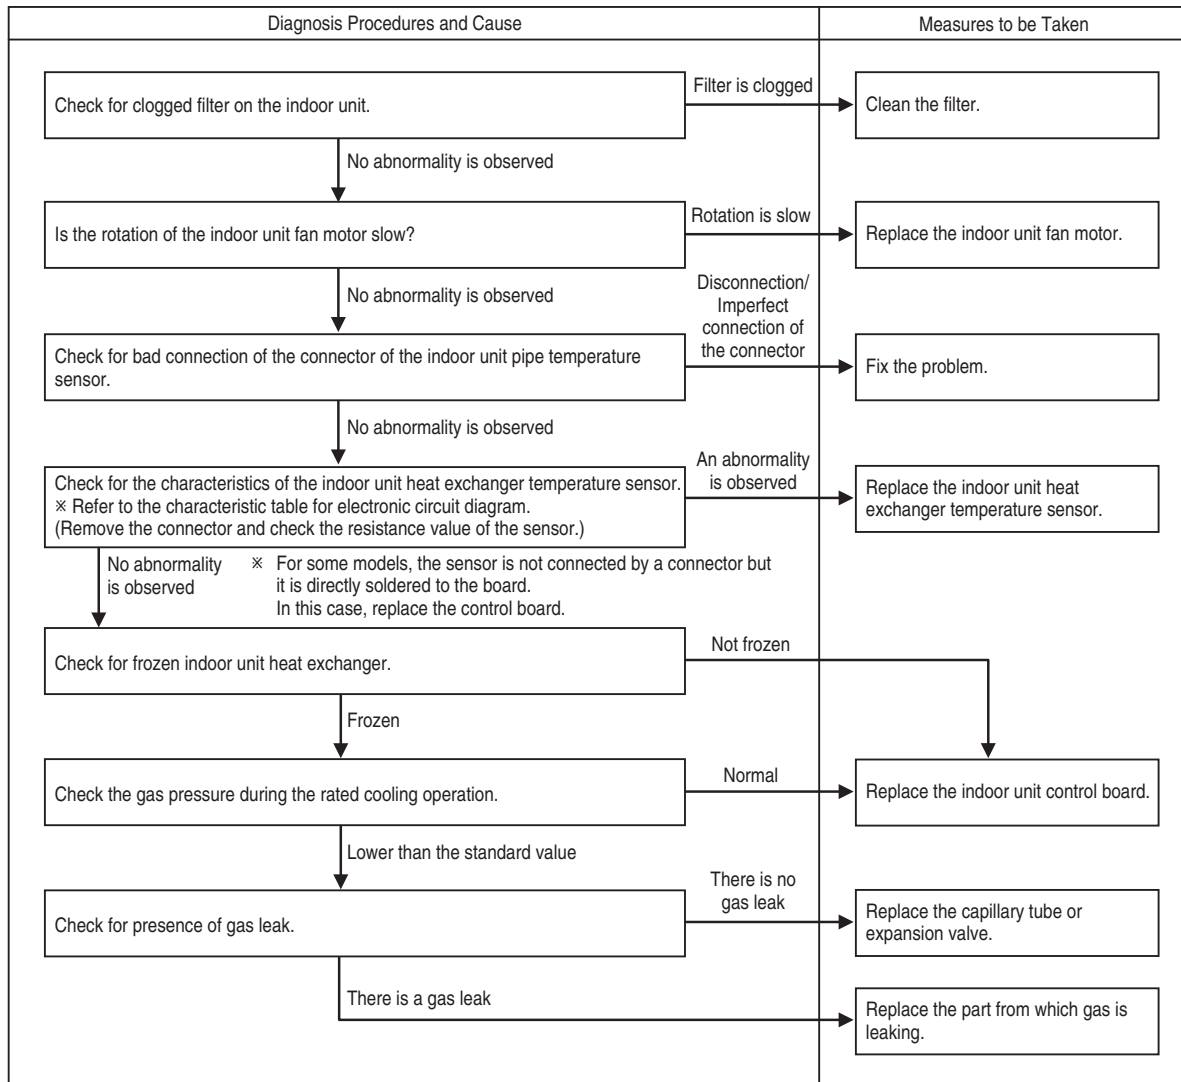 Diagnosis Procedures and Cause
Measures to be Taken
Check for clogged filter on the indoor unit.
Filter is clogged
Clean the filter.
No abnormality is observed
Is the rotation of the indoor unit fan motor slow?
Rotation is slow
Replace the indoor unit fan motor.
No abnormality is observed
Disconnection/
Imperfect
connection of
the connector
Check for bad connection of the connector of the indoor unit pipe temperature
sensor.
Fix the problem.
No abnormality is observed
An abnormality
is observed
Check for the characteristics of the indoor unit heat exchanger temperature sensor.
※ Refer to the characteristic table for electronic circuit diagram.
(Remove the connector and check the resistance value of the sensor.)
Replace the indoor unit heat
exchanger temperature sensor.
No abnormality
is observed
※ For some models, the sensor is not connected by a connector but
it is directly soldered to the board.
In this case, replace the control board.
Check for frozen indoor unit heat exchanger.
Not frozen
Frozen
Check the gas pressure during the rated cooling operation.
Normal
Replace the indoor unit control board.
Lower than the standard value
There is no
gas leak
Check for presence of gas leak.
Replace the capillary tube or
expansion valve.
There is a gas leak
Replace the part from which gas is
leaking.